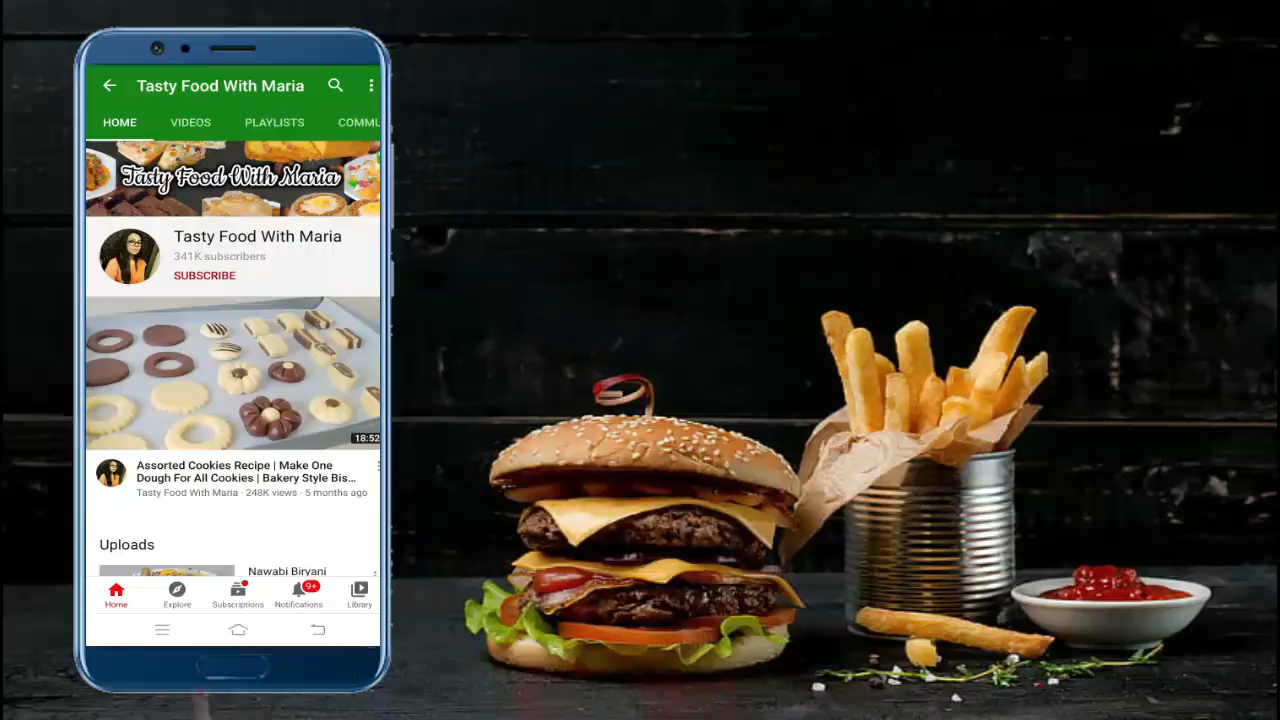 Tasty Food With Maria
HOME VIDEOS PLAYLISTS COMMU
Tasty Food With Maria
Tasty Food With Maria
341K subscribers
SUBSCRIBE
18:52
Assorted Cookies Recipe | Make One
Dough For All Cookies | Bakery Style Bis...
Tasty Food With Maria · 248K views · 5 months ago
Uploads
Nawabi Biryani
9+
Home Explore Subscriptions Notifications Library